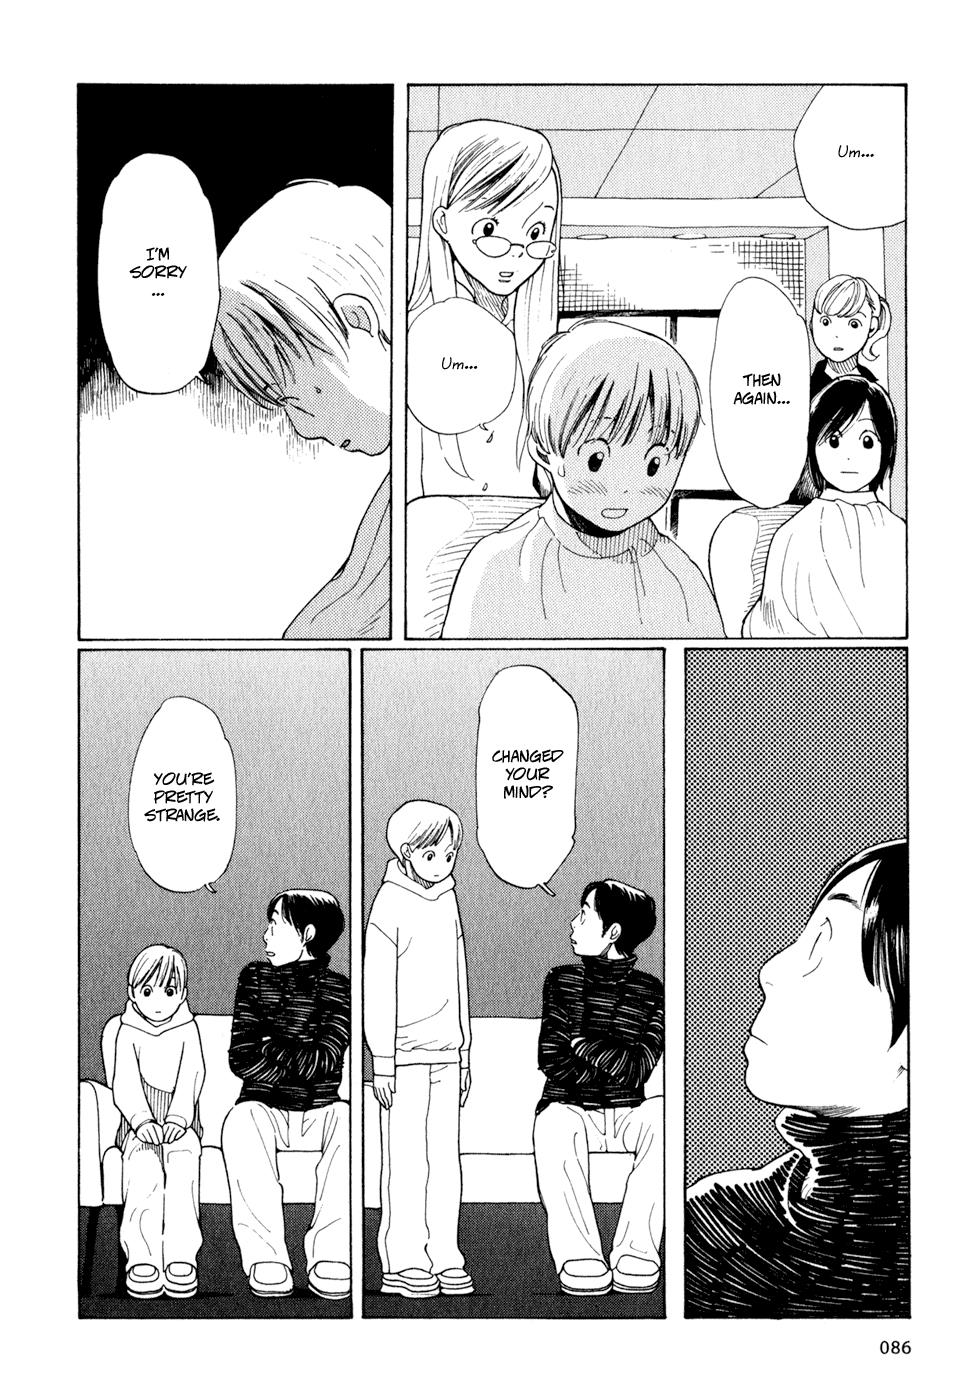 Um...
THEN
AGAIN...
Um...
I'M
SORRY
...
CHANGED
YOUR
MIND?
YOU'RE
PRETTY
STRANGE.
086